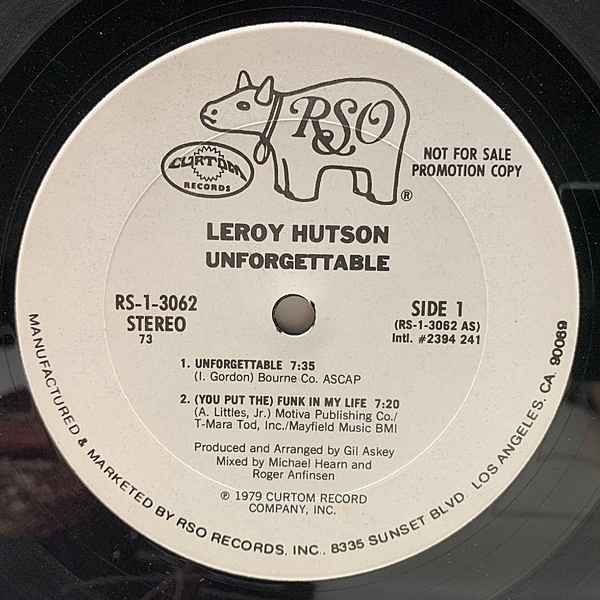 RSO
®
CURTOM
RECORDS
NOT FOR SALE
PROMOTION COPY
LEROY HUTSON
UNFORGETTABLE
RS-1-3062
STEREO
73
SIDE 1
(RS-1-3062 AS)
Intl. #2394 241
1. UNFORGETTABLE 7:35
(I. Gordon) Bourne Co. ASCAP
2. (YOU PUT THE) FUNK IN MY LIFE 7:20
(A. Littles, Jr.) Motiva Publishing Co./
T-Mara Tod, Inc./Mayfield Music BMI
Produced and Arranged by Gil Askey
Mixed by Michael Hearn and
Roger Anfinsen
℗ 1979 CURTOM RECORD
COMPANY, INC.
MANUFACTURED & MARKETED BY RSO RECORDS, INC., 8335 SUNSET BLVD. LOS ANGELES, CA. 90069